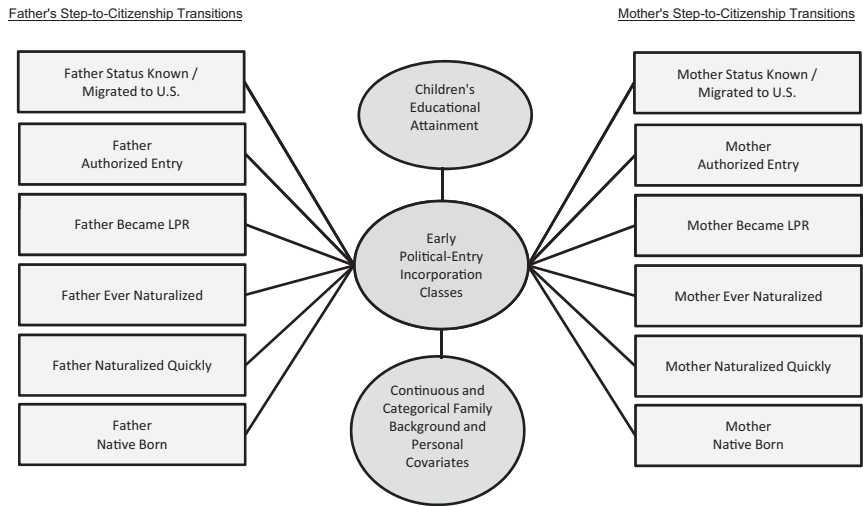 Father's Step-to-Citizenship Transitions
Father Status Known /
Migrated to U.S.
Father
Authorized Entry
Father Became LPR
Father Ever Naturalized
Father Naturalized Quickly
Father
Native Born
Children's
Educational
Attainment
Early
Political-Entry
Incorporation
Classes
Continuous and
Categorical Family
Background and
Personal
Covariates
Mother's Step-to-Citizenship Transitions
Mother Status Known /
Migrated to U.S.
Mother
Authorized Entry
Mother Became LPR
Mother Ever Naturalized
Mother Naturalized Quickly
Mother
Native Born